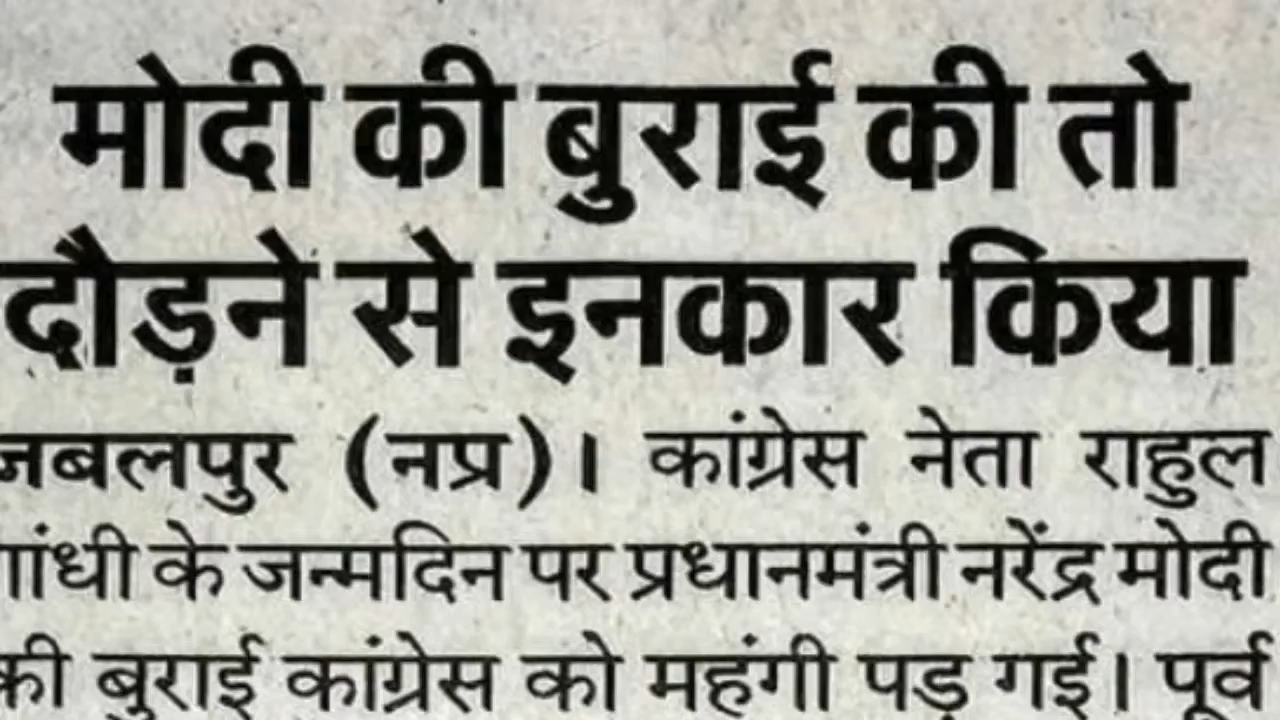 मोदी की बुराई की तो
दौड़ने से इनकार किया
जबलपुर (नप्र)। कांग्रेस नेता राहुल
गांधी के जन्मदिन पर प्रधानमंत्री नरेंद्र मोदी
की बुराई कांग्रेस को महंगी पड़ गई। पूर्व